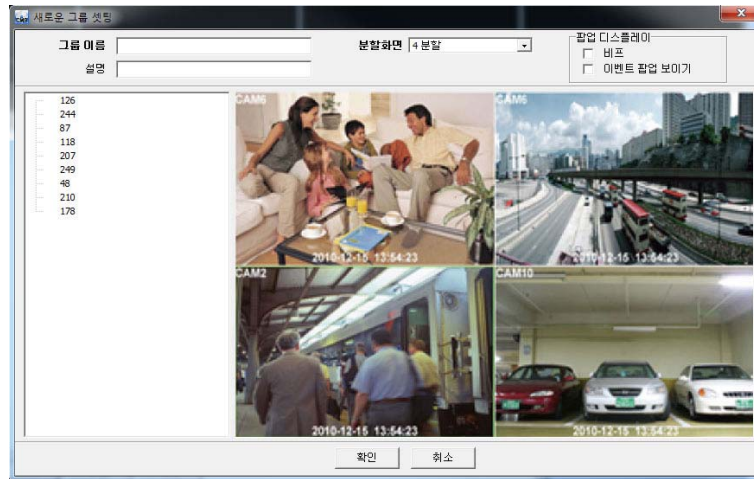 새로운 그룹 셋팅
그룹 이름
분할화면 4 분할
팝업 디스플레이
비프
설명
이벤트 팝업 보이기
126
244
87
118
207
249
48
210
178
CAM6
CAM6
2010-12-15 13:54:23
2010-12-15 13:54:23
CAM2
CAM10
2010-12-15 13:54:23
2010-12-15 13:54:23
확인
취소